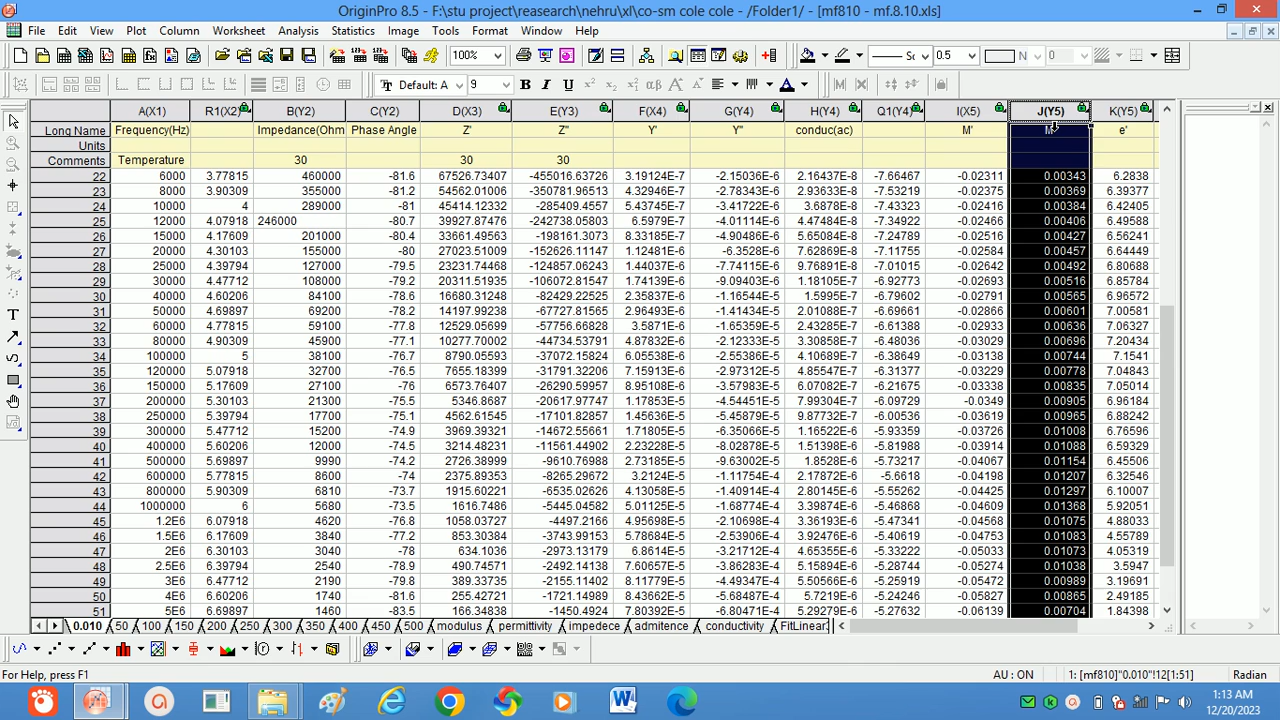 OriginPro 8.5 - F:\stu project\reasearch\nehru\xl\co-sm cole cole - /Folder1/ - [mf810 - mf.8.10.xls]
File Edit View Plot Column Worksheet Analysis Statistics Image Tools Format Window Help
100% 0.5 N 0
Default: A 9 B I U
A(X1) R1(X2) B(Y2) C(Y2) D(X3) E(Y3) F(X4) G(Y4) H(Y4) Q1(Y4) I(X5) J(Y5) K(Y5)
Long Name Frequency(Hz) Impedance(Ohm Phase Angle Z' Z" Y' Y" conduc(ac) M' e'
Units
Comments Temperature 30 30 30
22 6000 3.77815 460000 -81.6 67526.73407 -455016.63726 3.19124E-7 -2.15036E-6 2.16437E-8 -7.66467 -0.02311 0.00343 6.2838
23 8000 3.90309 355000 -81.2 54562.01006 -350781.96513 4.32946E-7 -2.78343E-6 2.93633E-8 -7.53219 -0.02375 0.00369 6.39377
24 10000 4 289000 -81 45414.12332 -285409.4557 5.43745E-7 -3.41722E-6 3.6878E-8 -7.43323 -0.02416 0.00384 6.42405
25 12000 4.07918 246000 -80.7 39927.87476 -242738.05803 6.5979E-7 -4.01114E-6 4.47484E-8 -7.34922 -0.02466 0.00406 6.49588
26 15000 4.17609 201000 -80.4 33661.49563 -198161.3073 8.33185E-7 -4.90486E-6 5.65084E-8 -7.24789 -0.02511 0.00427 6.56241
27 20000 4.30103 155000 -80 27023.51009 -152626.11147 1.12481E-6 -6.3528E-6 7.62869E-8 -7.11755 -0.02584 0.00457 6.64449
28 25000 4.39794 127000 -79.5 23231.74468 -124857.06243 1.44037E-6 -7.74115E-6 9.76891E-8 -7.01015 -0.02642 0.00492 6.80688
29 30000 4.47712 108000 -79.2 20311.51935 -106072.81547 1.74139E-6 -9.09403E-6 1.18105E-7 -6.92773 -0.02693 0.00516 6.85784
30 40000 4.60206 84100 -78.6 16680.31248 -82429.22525 2.35837E-6 -1.16544E-5 1.5995E-7 -6.79602 -0.02791 0.00565 6.96572
31 50000 4.69897 69200 -78.2 14197.99238 -67727.81565 2.96493E-6 -1.41434E-5 2.01088E-7 -6.69661 -0.02866 0.00601 7.00581
32 60000 4.77815 59100 -77.8 12529.05699 -57756.66828 3.5871E-6 -1.65359E-5 2.43285E-7 -6.61388 -0.02933 0.00636 7.06327
33 80000 4.90309 45900 -77.1 10277.70002 -44734.53791 4.87832E-6 -2.12333E-5 3.30858E-7 -6.48036 -0.03029 0.00696 7.20434
34 100000 5 38100 -76.7 8790.05593 -37072.15824 6.05538E-6 -2.55386E-5 4.10689E-7 -6.38649 -0.03138 0.00744 7.1541
35 120000 5.07918 32700 -76.5 7655.18399 -31791.32206 7.15913E-6 -2.97312E-5 4.85547E-7 -6.31377 -0.03229 0.00778 7.04843
36 150000 5.17609 27100 -76 6573.76407 -26290.59957 8.95108E-6 -3.57983E-5 6.07082E-7 -6.21675 -0.03338 0.00835 7.05014
37 200000 5.30103 21300 -75.5 5346.8687 -20617.97747 1.17853E-5 -4.54451E-5 7.99304E-7 -6.09729 -0.0349 0.00905 6.96184
38 250000 5.39794 17700 -75.1 4562.61545 -17101.82857 1.45636E-5 -5.45879E-5 9.87732E-7 -6.00536 -0.03619 0.00965 6.88242
39 300000 5.47712 15200 -74.9 3969.39321 -14672.55661 1.71805E-5 -6.35066E-5 1.16522E-6 -5.93359 -0.03726 0.01008 6.76596
40 400000 5.60206 12000 -74.5 3214.48231 -11561.44902 2.23228E-5 -8.02878E-5 1.51398E-6 -5.81988 -0.03914 0.01088 6.59329
41 500000 5.69897 9990 -74.2 2726.38999 -9610.76988 2.73185E-5 -9.63002E-5 1.8528E-6 -5.73217 -0.04067 0.01154 6.45506
42 600000 5.77815 8600 -74 2375.89353 -8265.29672 3.2124E-5 -1.11754E-4 2.17872E-6 -5.6618 -0.04198 0.01207 6.32546
43 800000 5.90309 6810 -73.7 1915.60221 -6535.02626 4.13058E-5 -1.40914E-4 2.80145E-6 -5.55262 -0.04425 0.01297 6.10007
44 1000000 6 5680 -73.5 1616.7486 -5445.04582 5.01125E-5 -1.68774E-4 3.39874E-6 -5.46868 -0.04608 0.01368 5.92051
45 1.2E6 6.07918 4620 -76.8 1058.03727 -4497.2166 4.95698E-5 -2.10698E-4 3.36193E-6 -5.47341 -0.04568 0.01075 4.88033
46 1.5E6 6.17609 3840 -77.2 853.30384 -3743.99153 5.78684E-5 -2.53906E-4 3.92476E-6 -5.40619 -0.04753 0.01083 4.55789
47 2E6 6.30103 3040 -78 634.1036 -2973.13179 6.8614E-5 -3.21712E-4 4.65355E-6 -5.33222 -0.05033 0.01073 4.05319
48 2.5E6 6.39794 2540 -78.9 490.74571 -2492.14138 7.60657E-5 -3.86283E-4 5.15894E-6 -5.28744 -0.05274 0.01038 3.5947
49 3E6 6.47712 2190 -78.8 389.33735 -2155.11402 8.11779E-5 -4.49347E-4 5.50566E-6 -5.25919 -0.05472 0.00989 3.19691
50 4E6 6.60206 1740 -81.6 255.42721 -1721.14998 8.43662E-5 -5.68487E-4 5.7219E-6 -5.24246 -0.05827 0.00865 2.49185
51 5E6 6.69897 1460 -83.5 166.34838 -1450.4924 7.80392E-5 -6.80471E-4 5.29279E-6 -5.27632 -0.06139 0.00704 1.84398
0.010 50 100 150 200 250 300 350 400 450 500 modulus permittivity impedece admitence conductivity FitLinear
For Help, press F1 AU : ON 1: [mf810]"0.010"!12[1:51] Radian
1:13 AM
12/20/2023